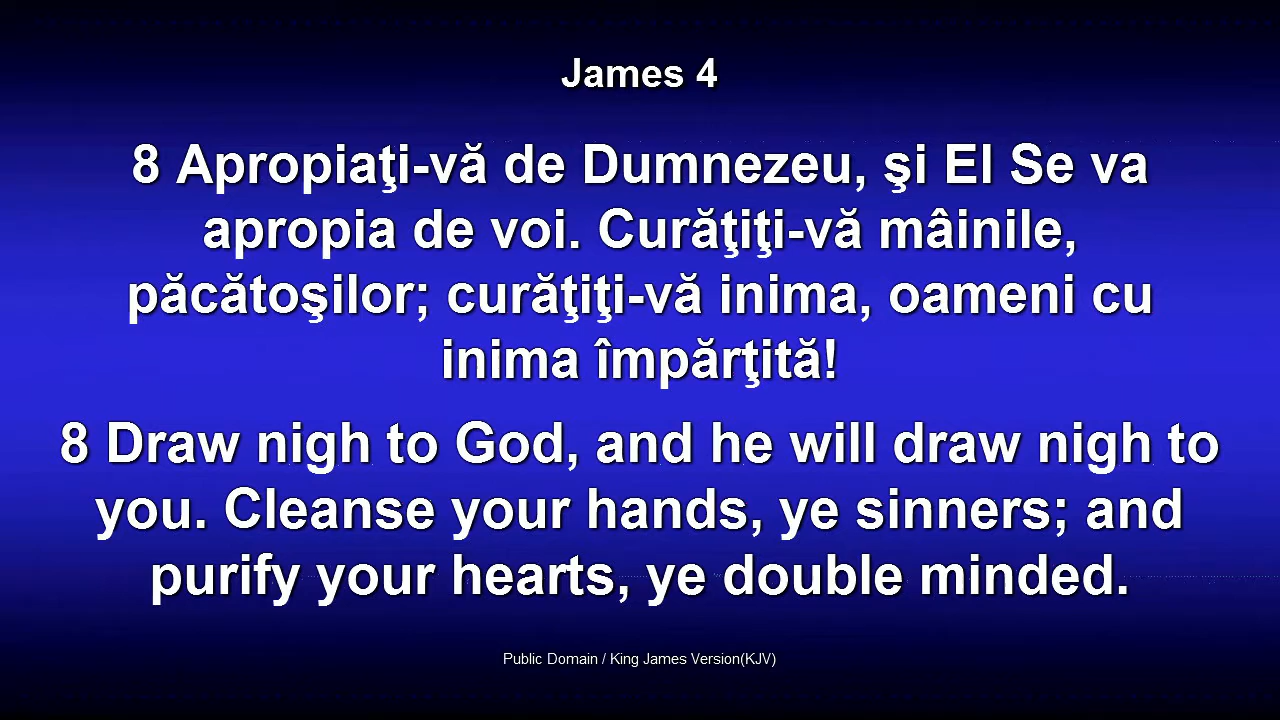 James 4
8 Apropiaţi-vă de Dumnezeu, şi El Se va
apropia de voi. Curăţiţi-vă mâinile,
păcătoşilor; curăţiţi-vă inima, oameni cu
inima împărţită!
8 Draw nigh to God, and he will draw nigh to
you. Cleanse your hands, ye sinners; and
purify your hearts, ye double minded.
Public Domain / King James Version(KJV)